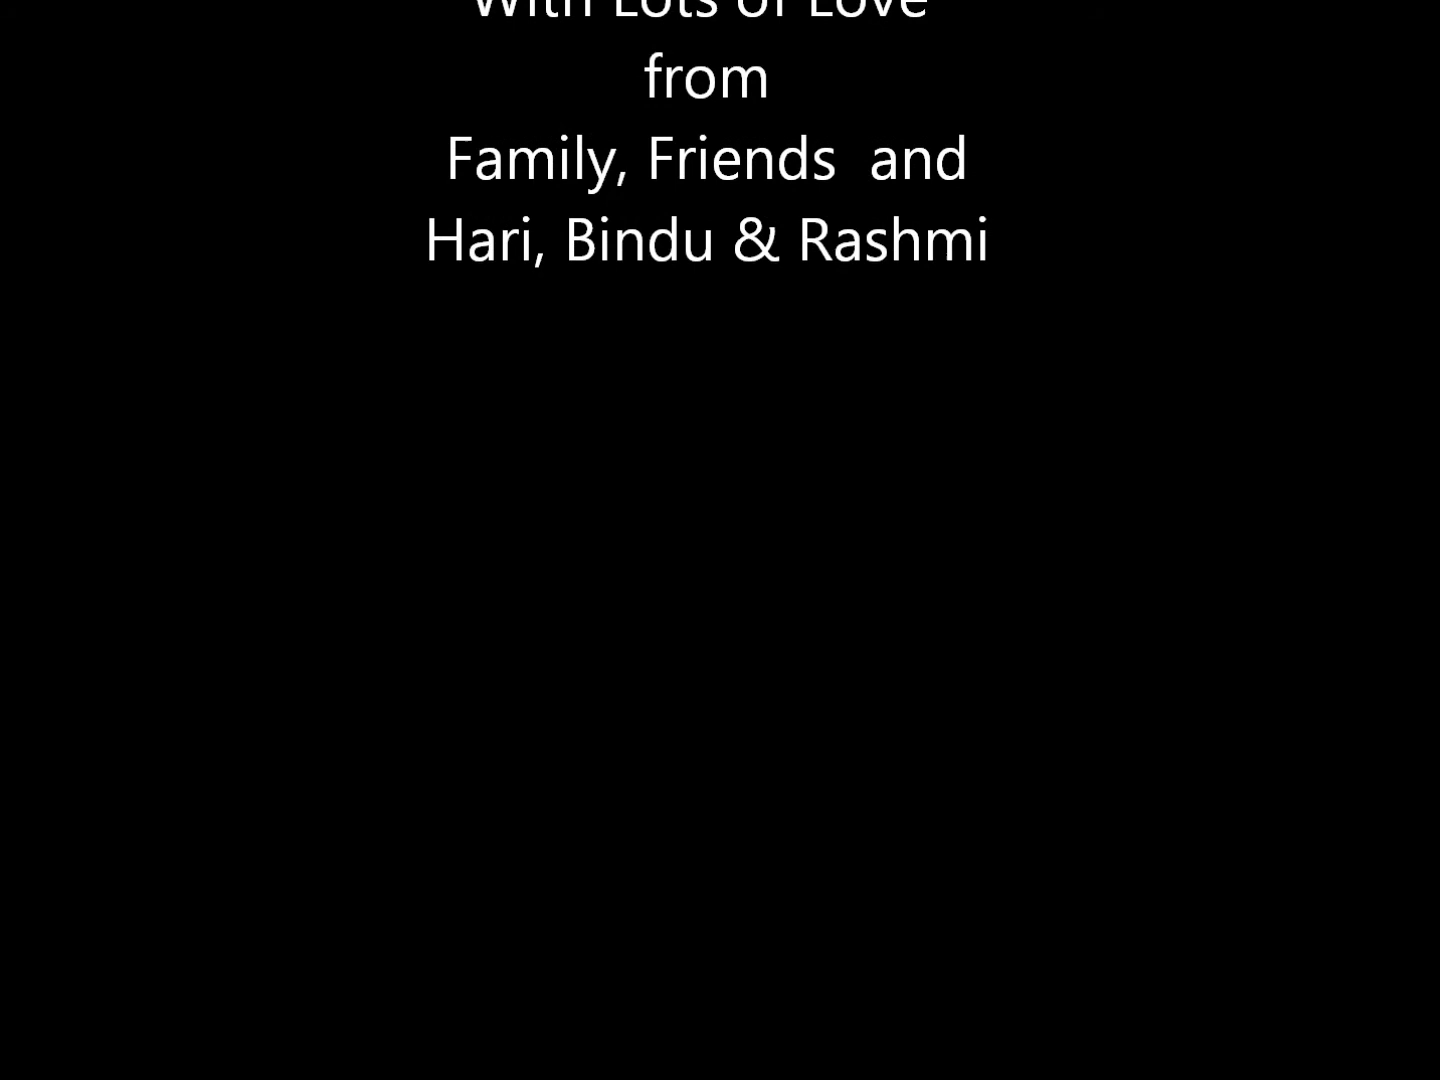 With Lots of Love
from
Family, Friends  and
Hari, Bindu & Rashmi